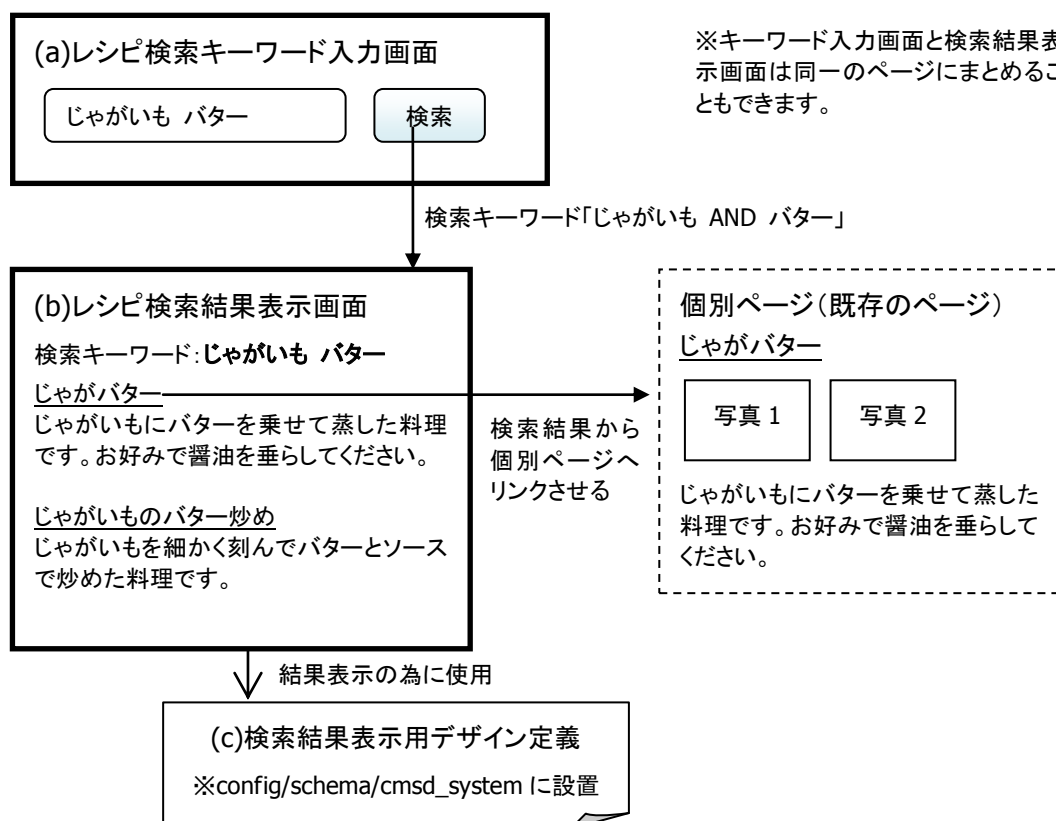 (a)レシピ検索キーワード入力画面
じゃがいも バター
検索
※キーワード入力画面と検索結果表
示画面は同一のページにまとめるこ
ともできます。
検索キーワード「じゃがいも AND バター」
(b)レシピ検索結果表示画面
検索キーワード:じゃがいも バター
じゃがバター
じゃがいもにバターを乗せて蒸した料理
です。お好みで醤油を垂らしてください。
じゃがいものバター炒め
じゃがいもを細かく刻んでバターとソース
で炒めた料理です。
検索結果から
個別ページへ
リンクさせる
個別ページ(既存のページ)
じゃがバター
写真 1
写真 2
じゃがいもにバターを乗せて蒸した
料理です。お好みで醤油を垂らして
ください。
結果表示の為に使用
(c)検索結果表示用デザイン定義
※config/schema/cmsd_system に設置